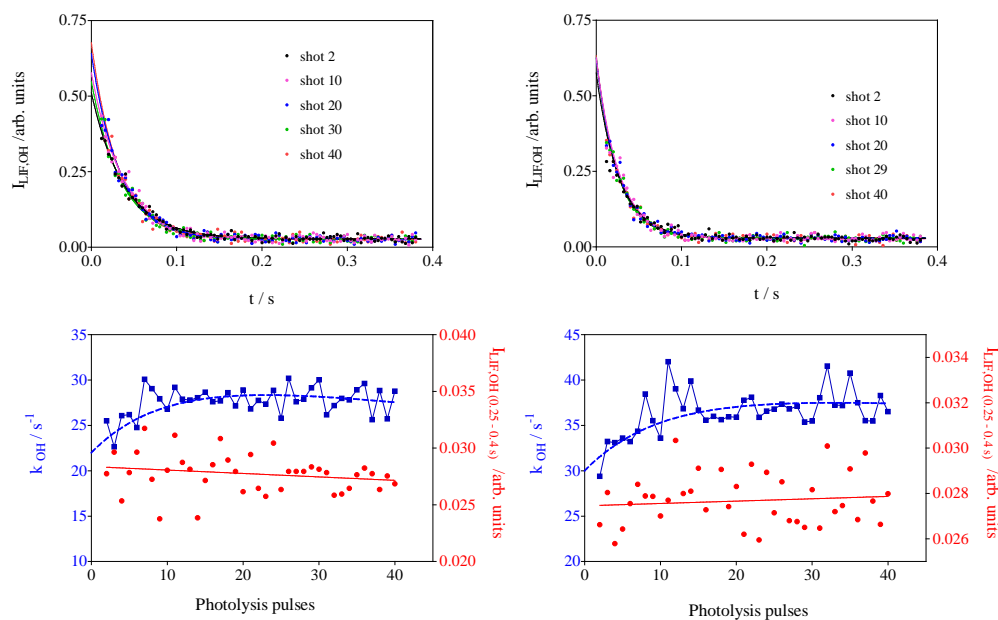 I_LIF,OH /arb. units
0.75
0.50
0.25
0.00
shot 2
shot 10
shot 20
shot 30
shot 40
0.0 0.1 0.2 0.3 0.4
t / s
I_LIF,OH /arb. units
0.75
0.50
0.25
0.00
shot 2
shot 10
shot 20
shot 29
shot 40
0.0 0.1 0.2 0.3 0.4
t / s
k_OH / s⁻¹
35
30
25
20
15
10
0.040
0.035
0.030
0.025
0.020
I_LIF,OH (0.25 - 0.4 s) /arb. units
0 10 20 30 40
Photolysis pulses
k_OH / s⁻¹
45
40
35
30
25
20
0.034
0.032
0.030
0.028
0.026
I_LIF,OH (0.25 - 0.4 s) /arb. units
0 10 20 30 40
Photolysis pulses